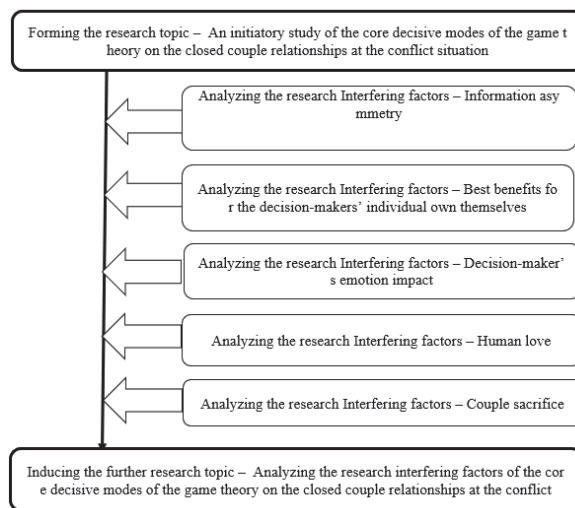 Forming the research topic – An initiatory study of the core decisive modes of the game t
heory on the closed couple relationships at the conflict situation
Analyzing the research Interfering factors – Information asy
mmetry
Analyzing the research Interfering factors – Best benefits fo
r the decision-makers’ individual own themselves
Analyzing the research Interfering factors – Decision-maker’
s emotion impact
Analyzing the research Interfering factors – Human love
Analyzing the research Interfering factors – Couple sacrifice
Inducing the further research topic – Analyzing the research interfering factors of the cor
e decisive modes of the game theory on the closed couple relationships at the conflict